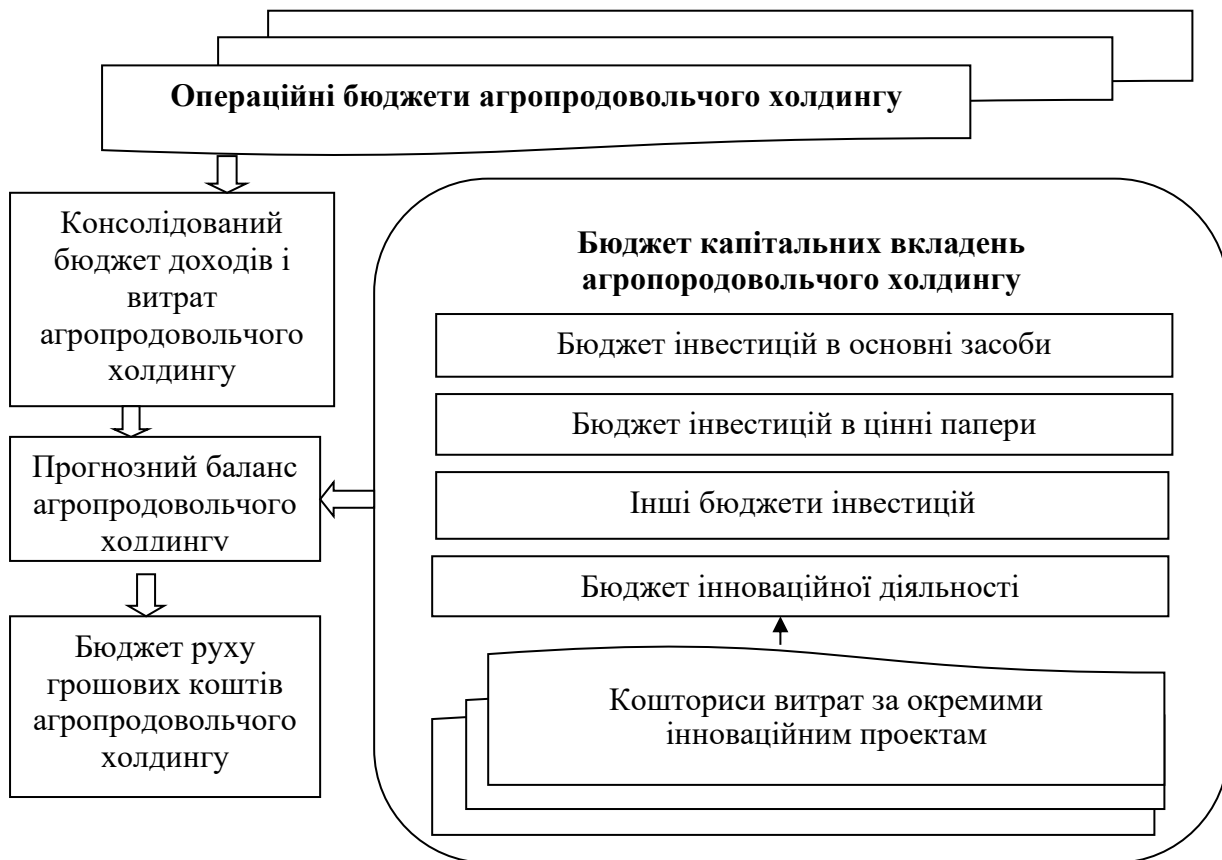 Операційні бюджети агропродовольчого холдингу
Консолідований
бюджет доходів і
витрат
агропродовольчого
холдингу
Прогнозний баланс
агропродовольчого
холдингу
Бюджет руху
грошових коштів
агропродовольчого
холдингу
Бюджет капітальних вкладень
агропородовольчого холдингу
Бюджет інвестицій в основні засоби
Бюджет інвестицій в цінні папери
Інші бюджети інвестицій
Бюджет інноваційної діяльності
Кошториси витрат за окремими
інноваційним проектам